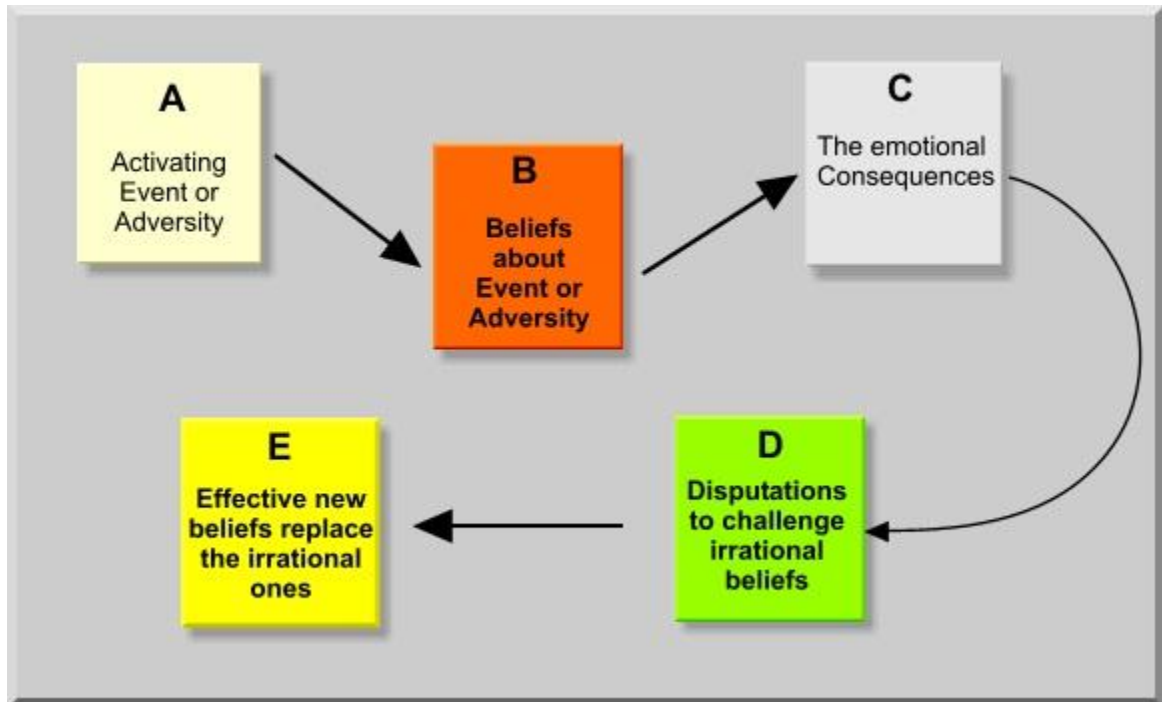 A
Activating
Event or
Adversity
B
Beliefs
about
Event or
Adversity
C
The emotional
Consequences
D
Disputations
to challenge
irrational
beliefs
E
Effective new
beliefs replace
the irrational
ones